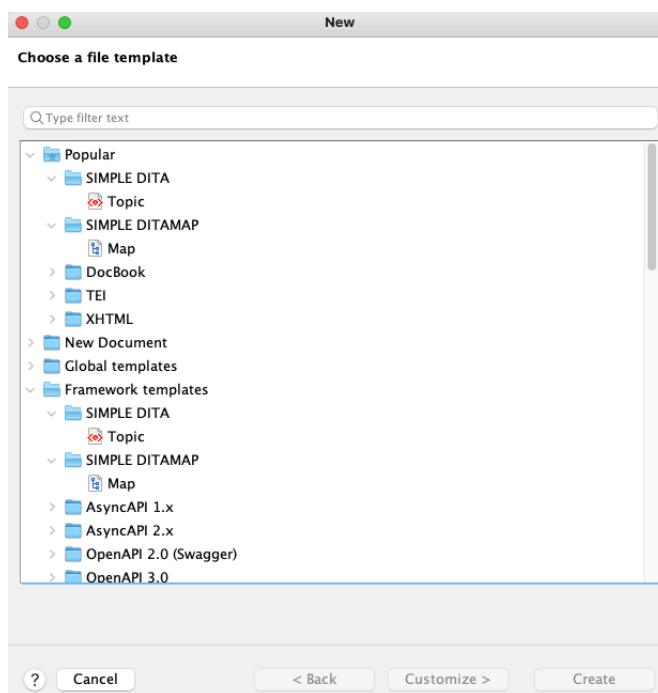 New
Choose a file template
Type filter text
Popular
SIMPLE DITA
Topic
SIMPLE DITAMAP
Map
DocBook
TEI
XHTML
New Document
Global templates
Framework templates
SIMPLE DITA
Topic
SIMPLE DITAMAP
Map
AsyncAPI 1.x
AsyncAPI 2.x
OpenAPI 2.0 (Swagger)
OpenAPI 3.0
? Cancel < Back Customize > Create